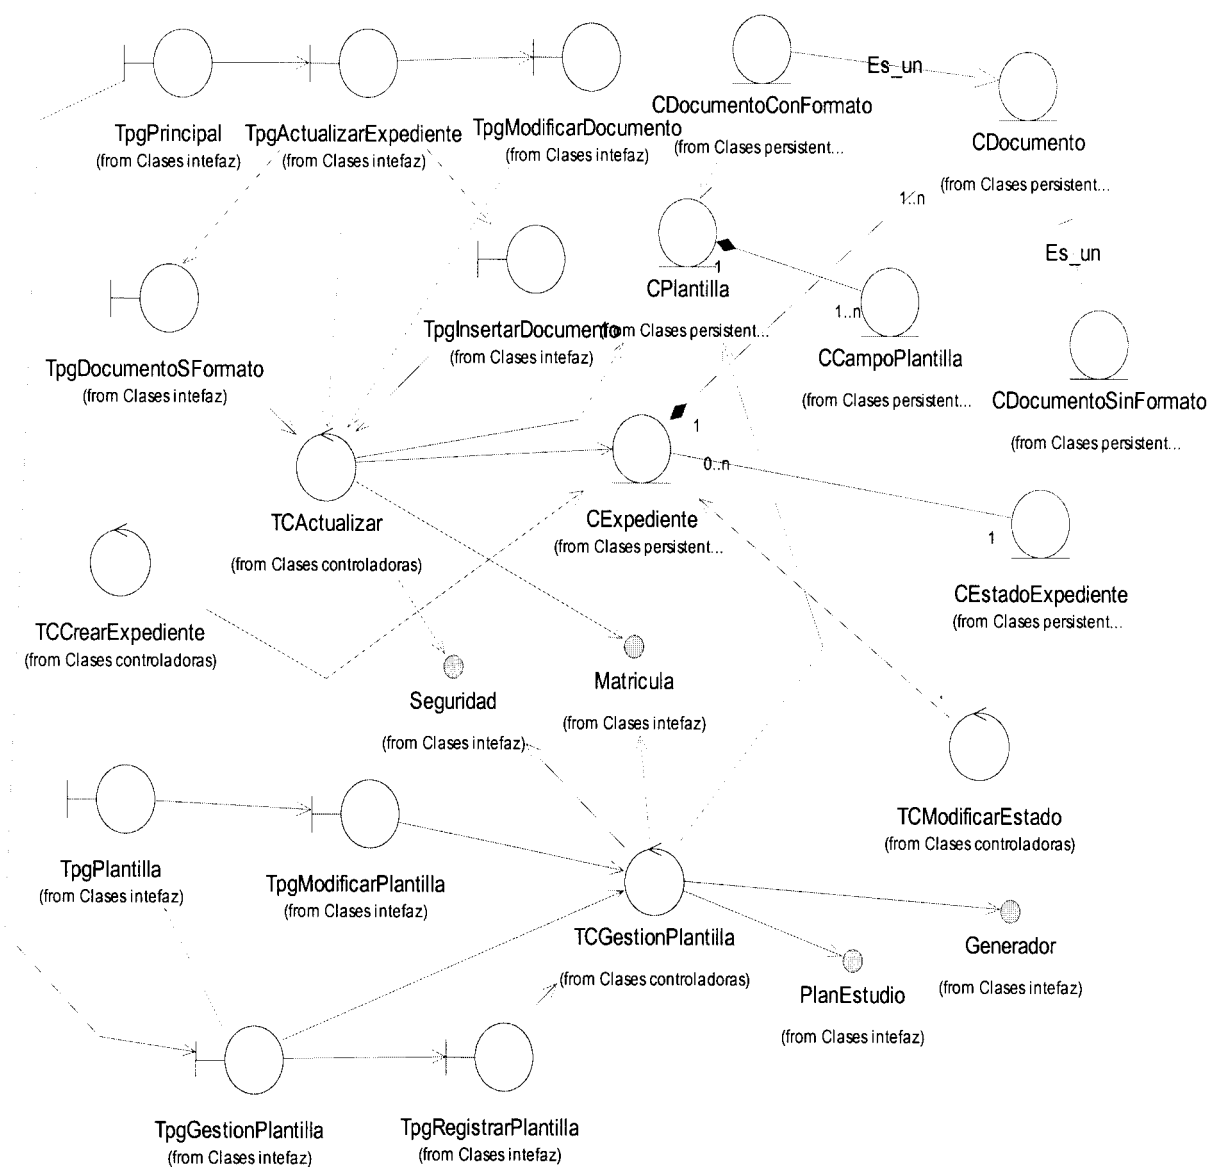 Es_un
CDocumentoConFormato
(from Clases persistent...
TpgPrincipal
(from Clases intefaz)
TpgActualizarExpediente
(from Clases intefaz)
TpgModificarDocumento
(from Clases intefaz)
CDocumento
(from Clases persistent...
1..n
Es_un
1
CPlantilla
(from Clases persistent...
1..n
TpgInsertarDocumento
(from Clases intefaz)
CCampoPlantilla
(from Clases persistent...
TpgDocumentoSFormato
(from Clases intefaz)
CDocumentoSinFormato
(from Clases persistent...
1
0..n
TCActualizar
(from Clases controladoras)
CExpediente
(from Clases persistent...
1
CEstadoExpediente
(from Clases persistent...
TCCrearExpediente
(from Clases controladoras)
Seguridad
(from Clases intefaz)
Matricula
(from Clases intefaz)
TCModificarEstado
(from Clases controladoras)
TpgPlantilla
(from Clases intefaz)
TpgModificarPlantilla
(from Clases intefaz)
TCGestionPlantilla
(from Clases controladoras)
Generador
(from Clases intefaz)
PlanEstudio
(from Clases intefaz)
TpgGestionPlantilla
(from Clases intefaz)
TpgRegistrarPlantilla
(from Clases intefaz)